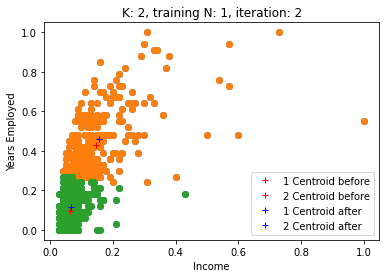 K: 2, training N: 1, iteration: 2
Years Employed
1.0
0.8
0.6
0.4
0.2
0.0
1 Centroid before
2 Centroid before
1 Centroid after
2 Centroid after
0.0 0.2 0.4 0.6 0.8 1.0
Income